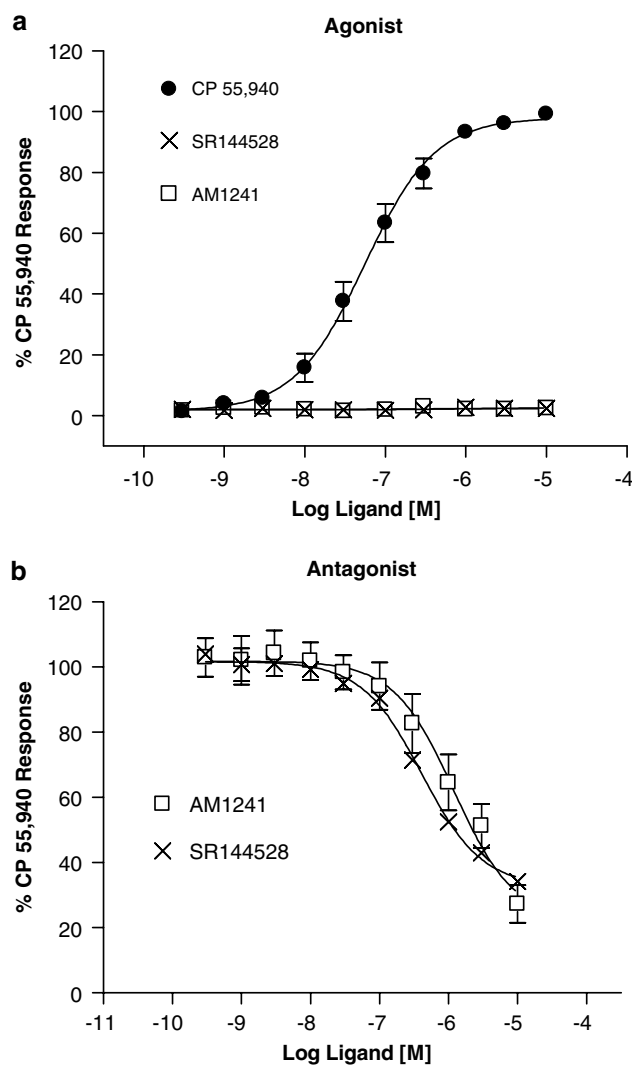 a
Agonist
120
100
80
60
40
20
0
% CP 55,940 Response
CP 55,940
SR144528
AM1241
-10 -9 -8 -7 -6 -5 -4
Log Ligand [M]
b
Antagonist
120
100
80
60
40
20
0
% CP 55,940 Response
AM1241
SR144528
-11 -10 -9 -8 -7 -6 -5 -4
Log Ligand [M]